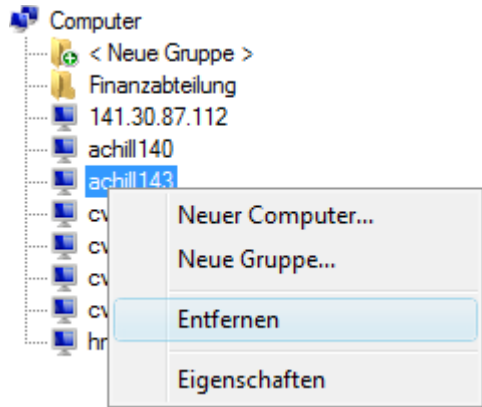 Computer
< Neue Gruppe >
Finanzabteilung
141.30.87.112
achill140
achill143
Neuer Computer...
Neue Gruppe...
Entfernen
Eigenschaften